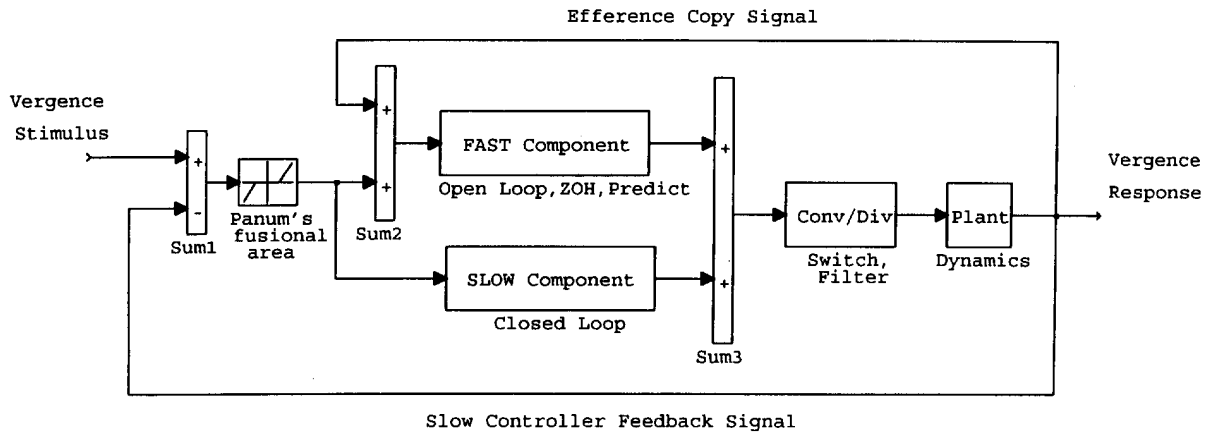 Efference Copy Signal
Vergence
Stimulus
+
-
Sum1
Panum's
fusional
area
+
+
Sum2
FAST Component
Open Loop,ZOH,Predict
SLOW Component
Closed Loop
+
+
Sum3
Conv/Div
Switch,
Filter
Plant
Dynamics
Vergence
Response
Slow Controller Feedback Signal